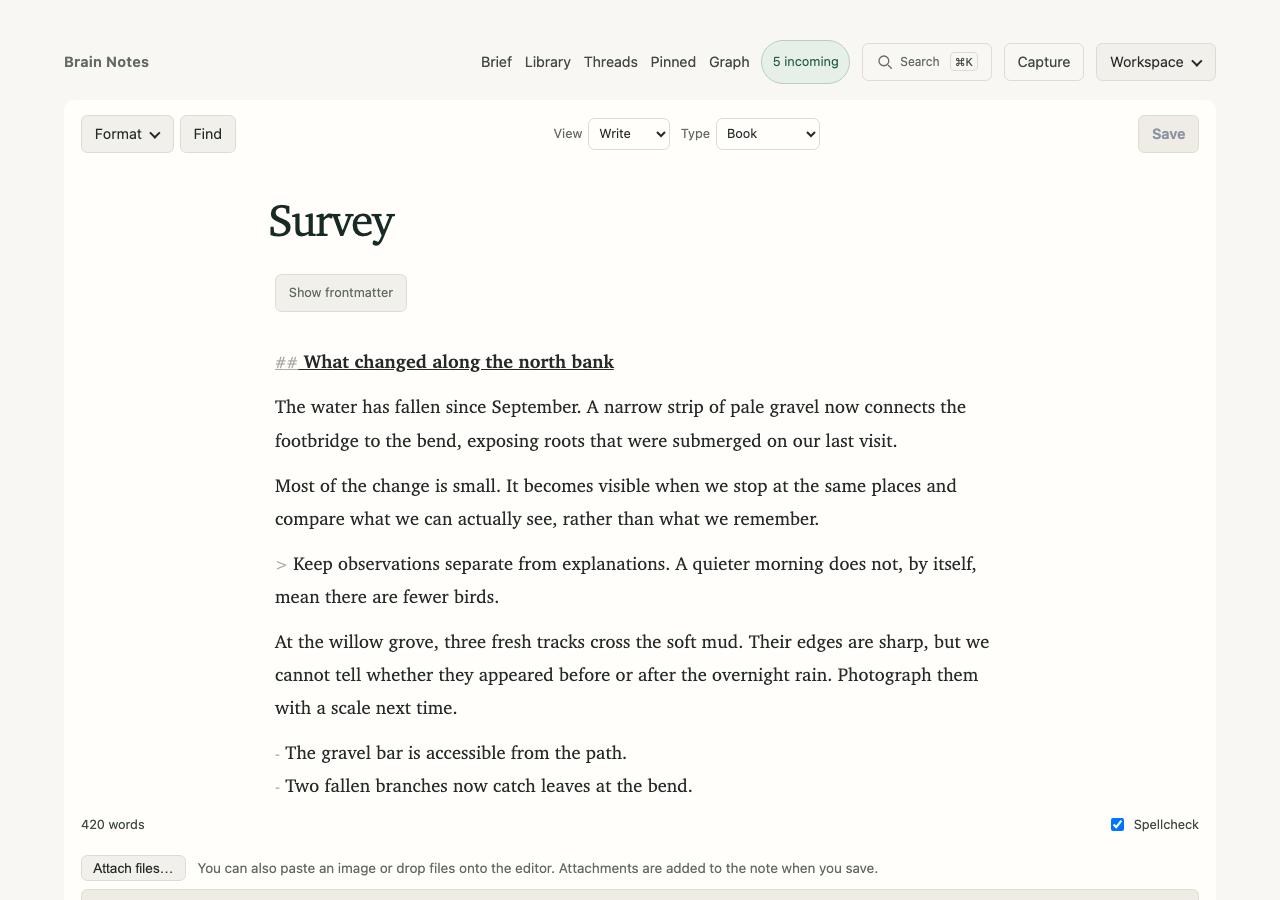 Brain Notes
Brief Library Threads Pinned Graph 5 incoming Search ⌘K Capture Workspace
Format Find View Write Type Book Save
Survey
Show frontmatter
## What changed along the north bank
The water has fallen since September. A narrow strip of pale gravel now connects the
footbridge to the bend, exposing roots that were submerged on our last visit.
Most of the change is small. It becomes visible when we stop at the same places and
compare what we can actually see, rather than what we remember.
> Keep observations separate from explanations. A quieter morning does not, by itself,
mean there are fewer birds.
At the willow grove, three fresh tracks cross the soft mud. Their edges are sharp, but we
cannot tell whether they appeared before or after the overnight rain. Photograph them
with a scale next time.
- The gravel bar is accessible from the path.
- Two fallen branches now catch leaves at the bend.
420 words Spellcheck
Attach files... You can also paste an image or drop files onto the editor. Attachments are added to the note when you save.